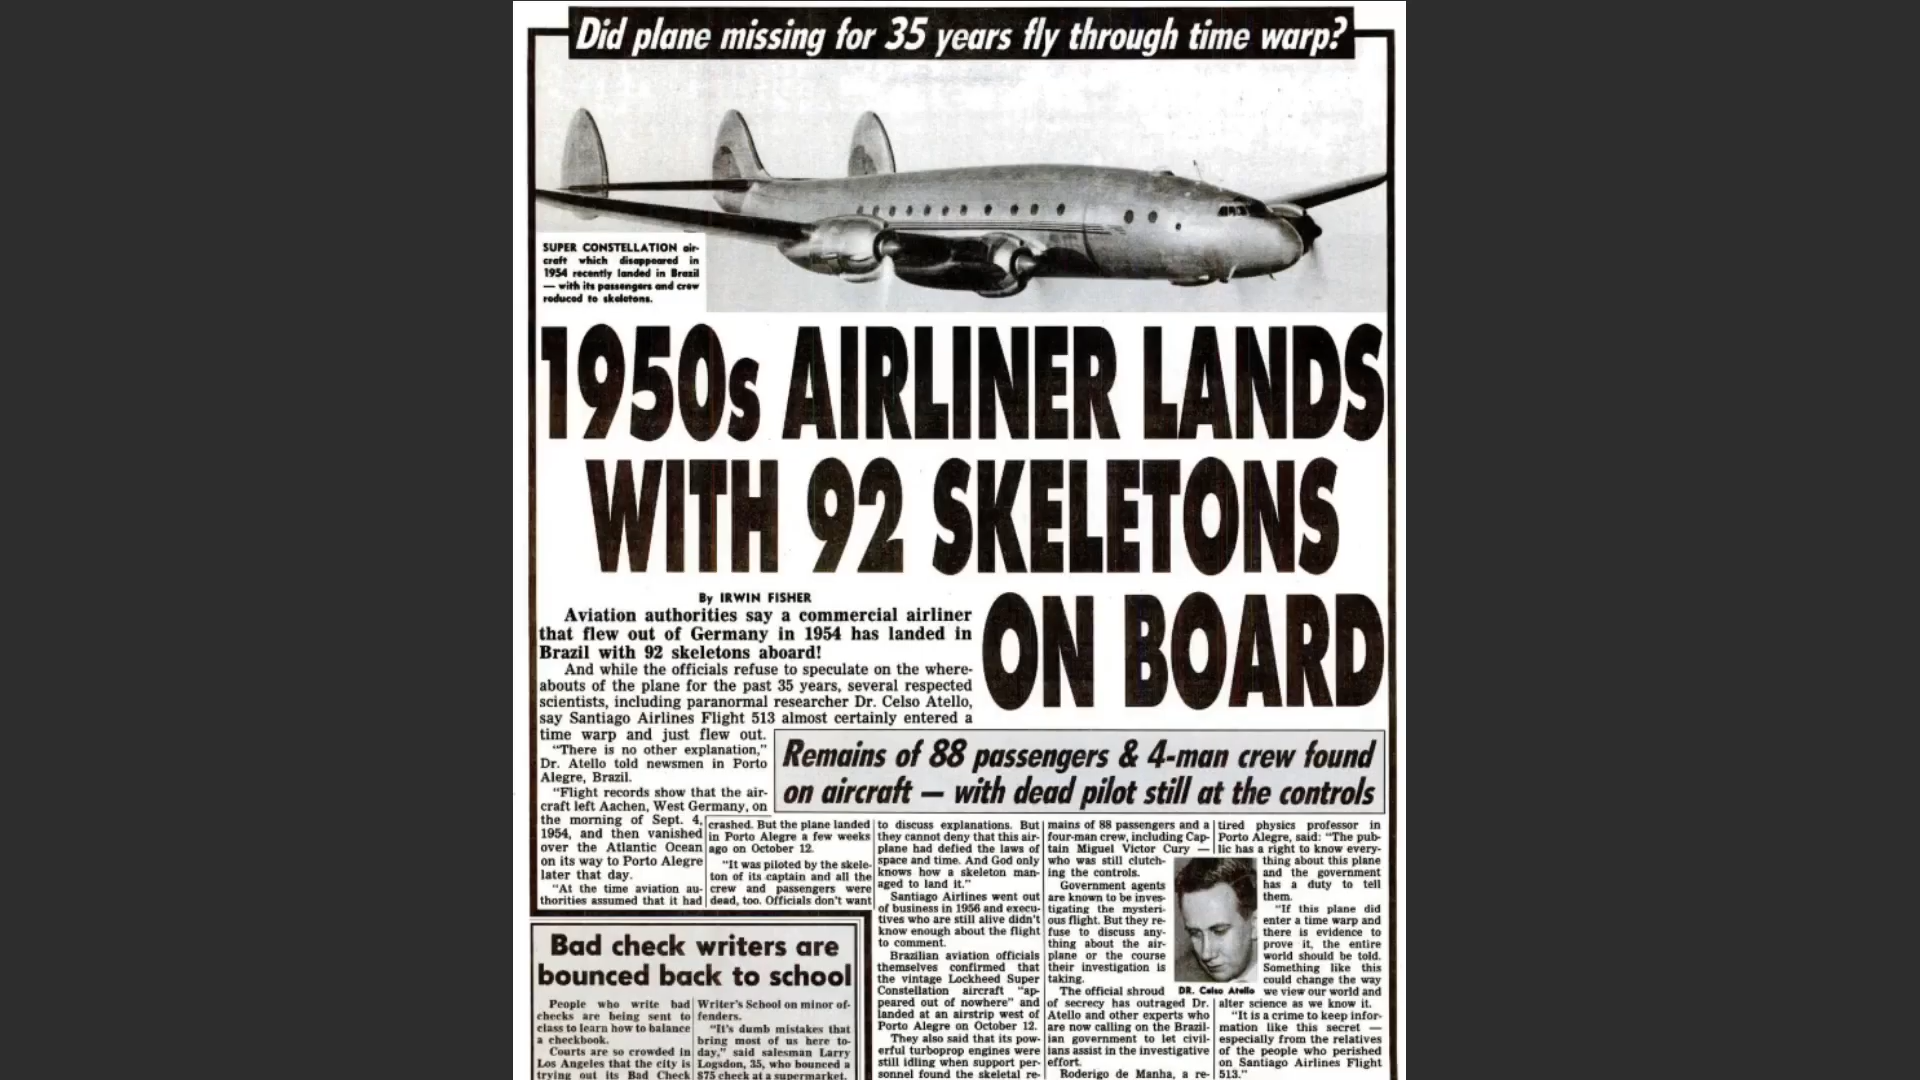 Did plane missing for 35 years fly through time warp?
SUPER CONSTELLATION air-
craft which disappeared in
1954 recently landed in Brazil
— with its passengers and crew
reduced to skeletons.
1950s AIRLINER LANDS
WITH 92 SKELETONS
ON BOARD
By IRWIN FISHER
Aviation authorities say a commercial airliner
that flew out of Germany in 1954 has landed in
Brazil with 92 skeletons aboard!
And while the officials refuse to speculate on the where-
abouts of the plane for the past 35 years, several respected
scientists, including paranormal researcher Dr. Celso Atello,
say Santiago Airlines Flight 513 almost certainly entered a
time warp and just flew out.
"There is no other explanation,"
Dr. Atello told newsmen in Porto
Alegre, Brazil.
"Flight records show that the air-
craft left Aachen, West Germany, on
the morning of Sept. 4,
1954, and then vanished
over the Atlantic Ocean
on its way to Porto Alegre
later that day.
"At the time aviation au-
thorities assumed that it had
Remains of 88 passengers & 4-man crew found
on aircraft — with dead pilot still at the controls
crashed. But the plane landed
in Porto Alegre a few weeks
ago on October 12.
"It was piloted by the skele-
ton of its captain and all the
crew and passengers were
dead, too. Officials don't want
to discuss explanations. But
they cannot deny that this air-
plane had defied the laws of
space and time. And God only
knows how a skeleton man-
aged to land it."
Santiago Airlines went out
of business in 1956 and execu-
tives who are still alive didn't
know enough about the flight
to comment.
Brazilian aviation officials
themselves confirmed that
the vintage Lockheed Super
Constellation aircraft "ap-
peared out of nowhere" and
landed at an airstrip west of
Porto Alegre on October 12.
They also said that its pow-
erful turboprop engines were
still idling when support per-
sonnel found the skeletal re-
mains of 88 passengers and a
four-man crew, including Cap-
tain Miguel Victor Cury —
who was still clutch-
ing the controls.
Government agents
are known to be inves-
tigating the mysteri-
ous flight. But they re-
fuse to discuss any-
thing about the air-
plane or the course
their investigation is
taking.
The official shroud
of secrecy has outraged Dr.
Atello and other experts who
are now calling on the Brazil-
ian government to let civil-
ians assist in the investigative
effort.
Roderigo de Manha, a re-
tired physics professor in
Porto Alegre, said: "The pub-
lic has a right to know every-
thing about this plane
and the government
has a duty to tell
them.
"If this plane did
enter a time warp and
there is evidence to
prove it, the entire
world should be told.
Something like this
could change the way
we view our world and
alter science as we know it.
"It is a crime to keep infor-
mation like this secret —
especially from the relatives
of the people who perished
on Santiago Airlines Flight
513."
DR. Celso Atello
Bad check writers are
bounced back to school
People who write bad
checks are being sent to
class to learn how to balance
a checkbook.
Courts are so crowded in
Los Angeles that the city is
trying out its Bad Check
Writer's School on minor of-
fenders.
"It's dumb mistakes that
bring most of us here to-
day," said salesman Larry
Logsdon, 35, who bounced a
$75 check at a supermarket.